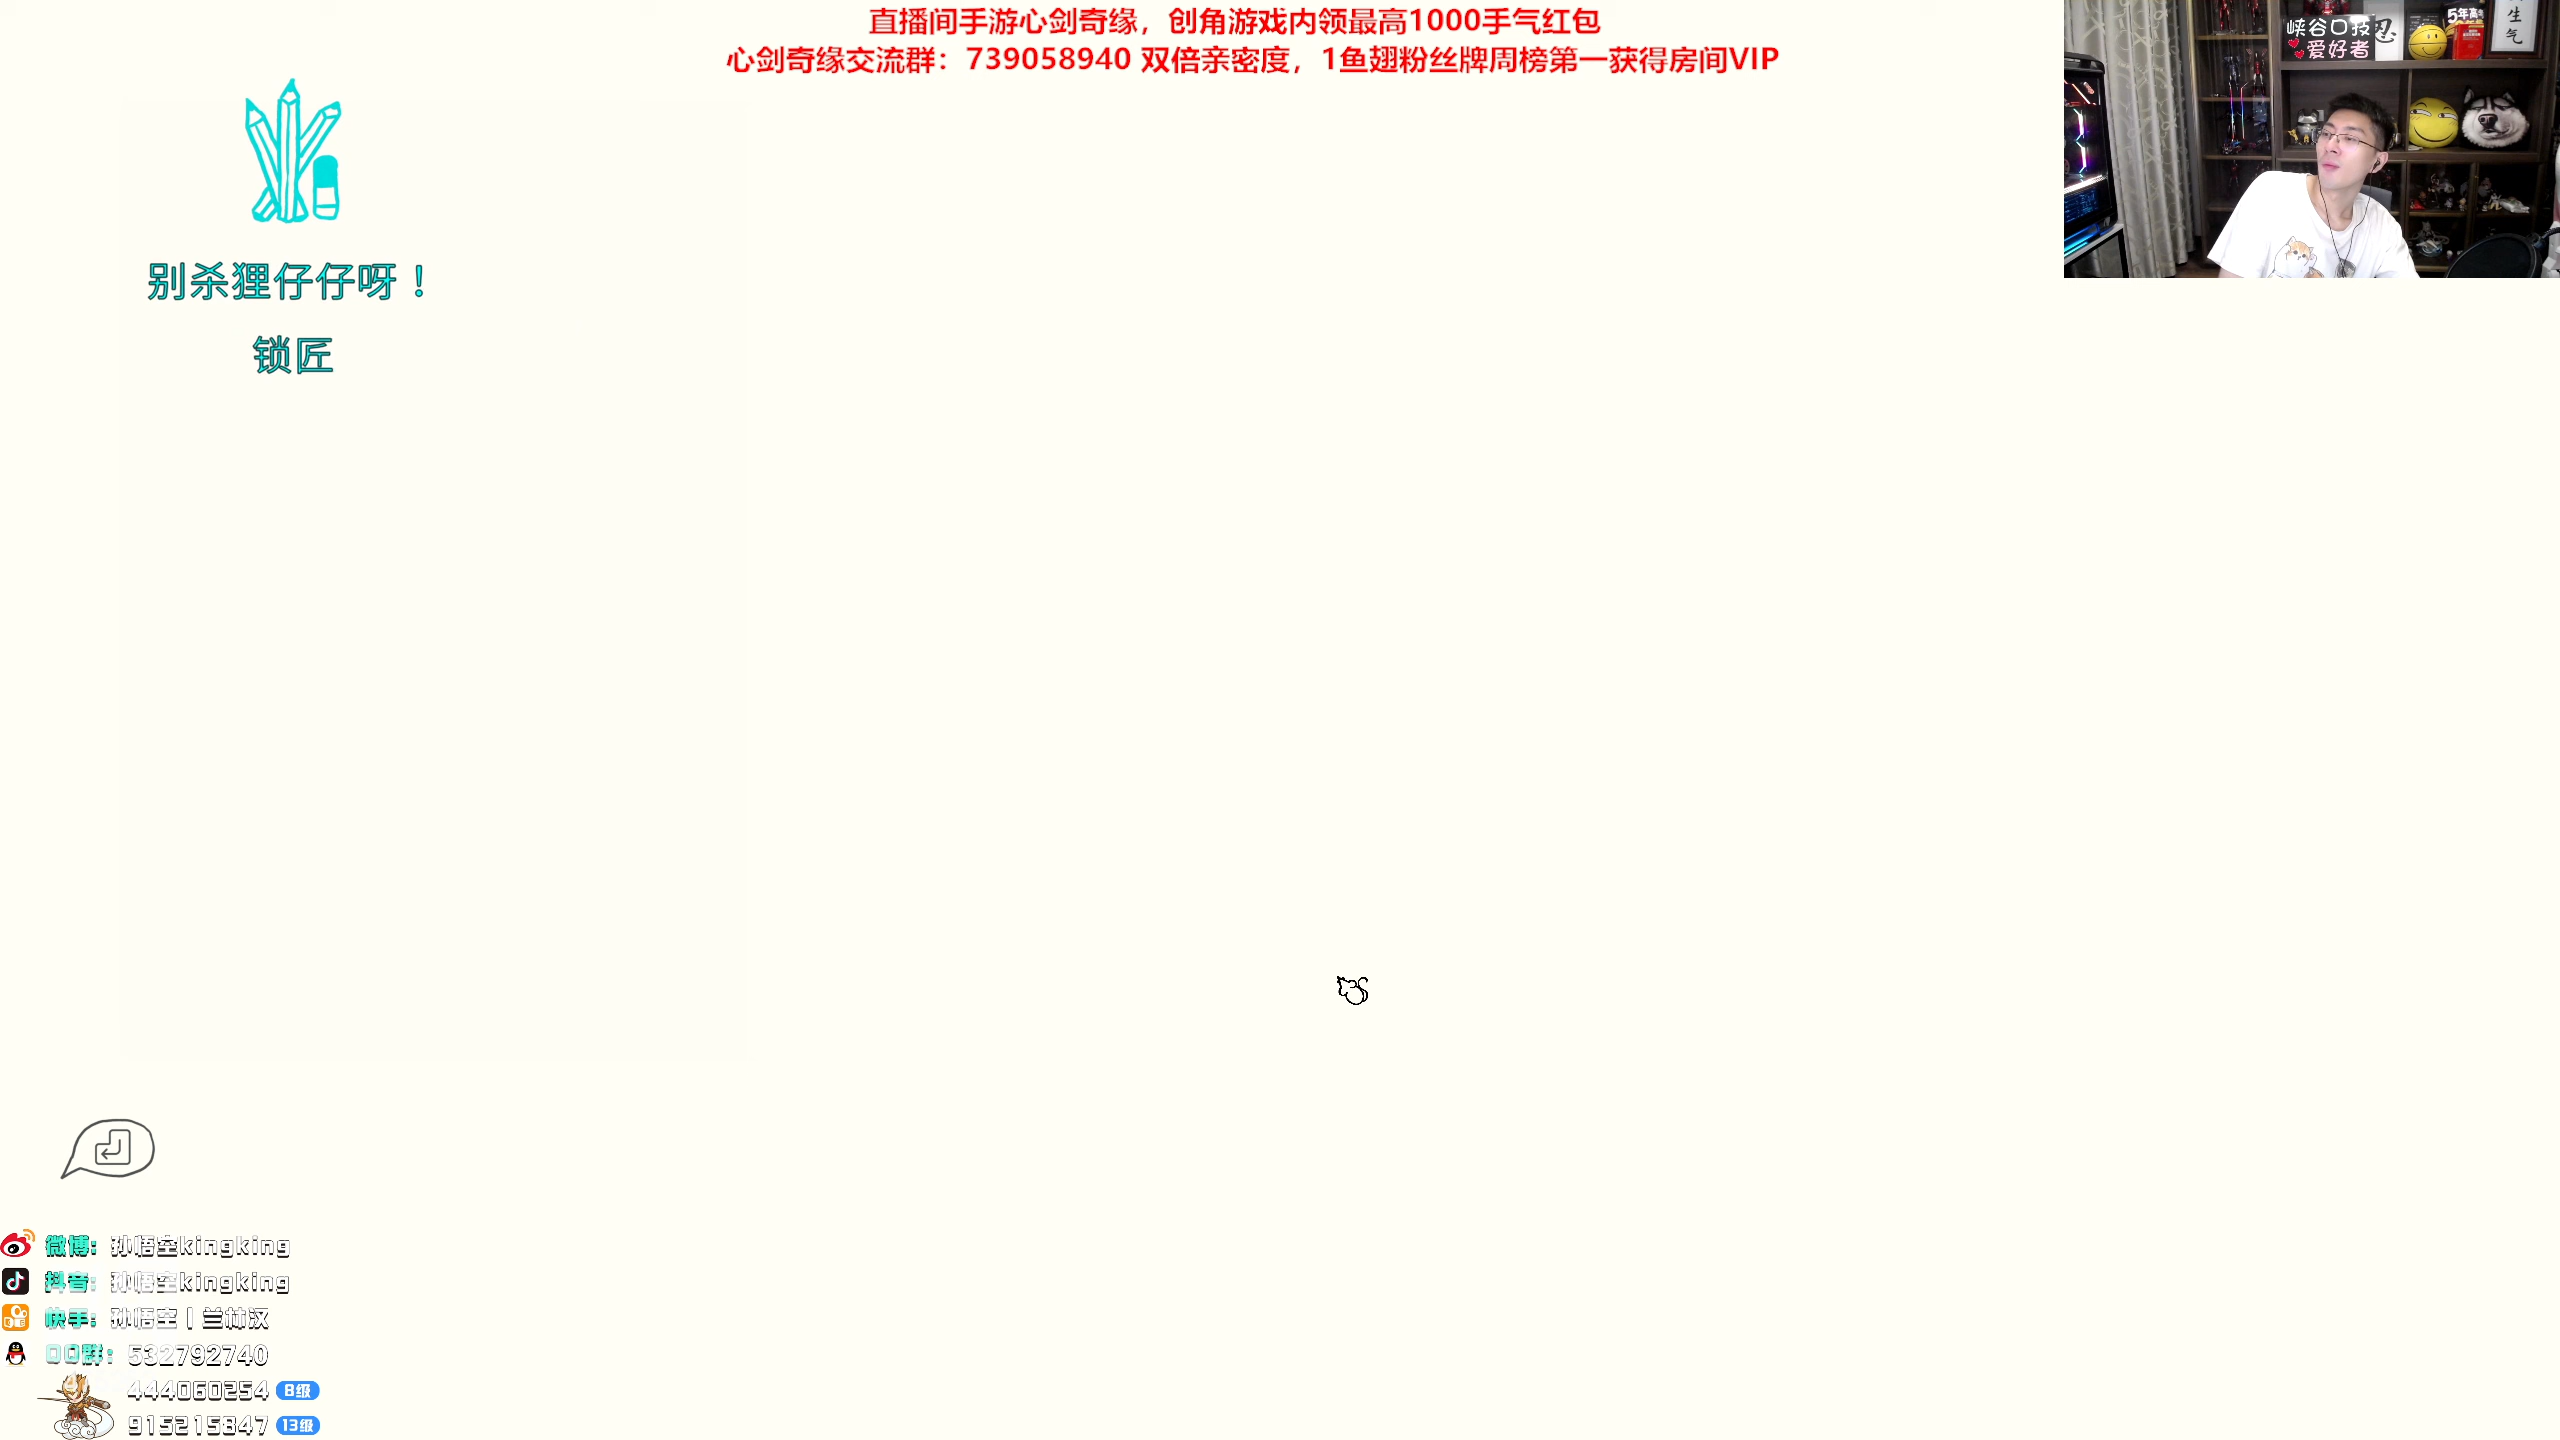 直播间手游心剑奇缘，创角游戏内领最高1000手气红包
心剑奇缘交流群：739058940 双倍亲密度，1鱼翅粉丝牌周榜第一获得房间VIP
峡谷口技
爱好者
忍
5年高
生
气
别杀狸仔仔呀！
锁匠
微博：孙悟空kingking
抖音：孙悟空kingking
快手：孙悟空丨兰林汉
QQ群：532792740
444060254 8级
915215847 13级